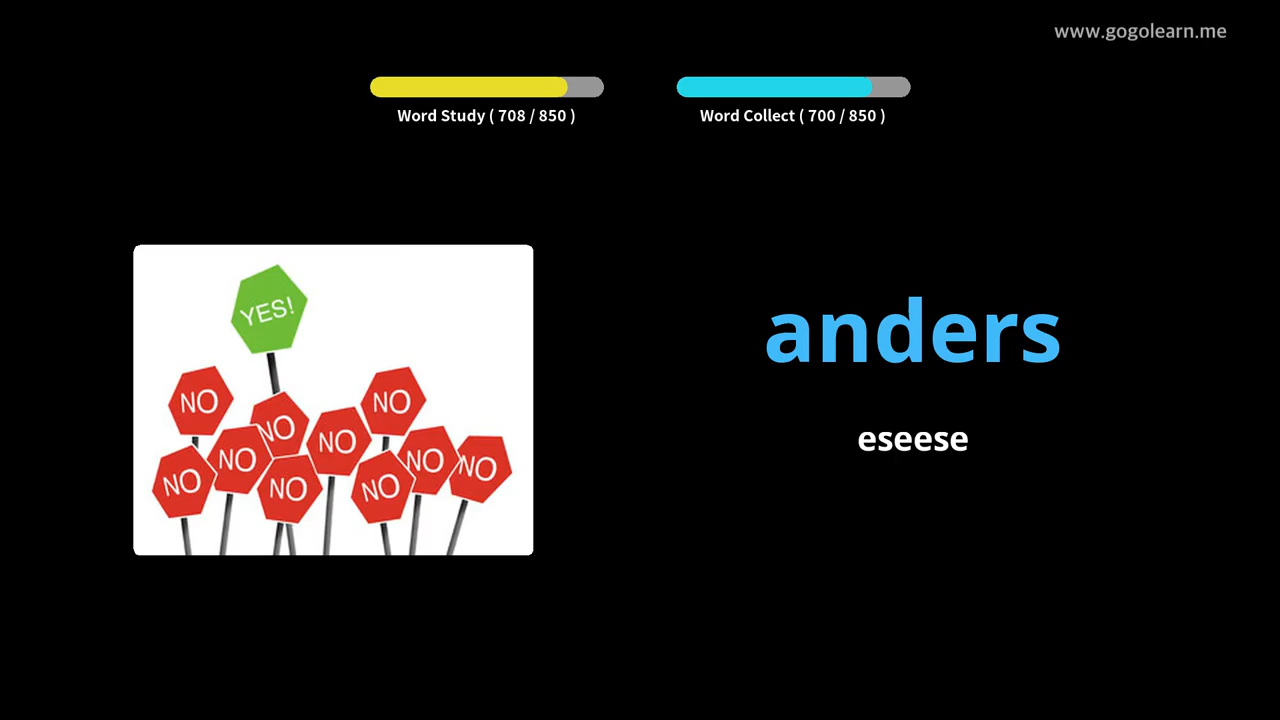 www.gogolearn.me
Word Study ( 708 / 850 )
Word Collect ( 700 / 850 )
YES!
NO
NO
NO
NO
NO
NO
NO
NO
NO
NO
anders
eseese